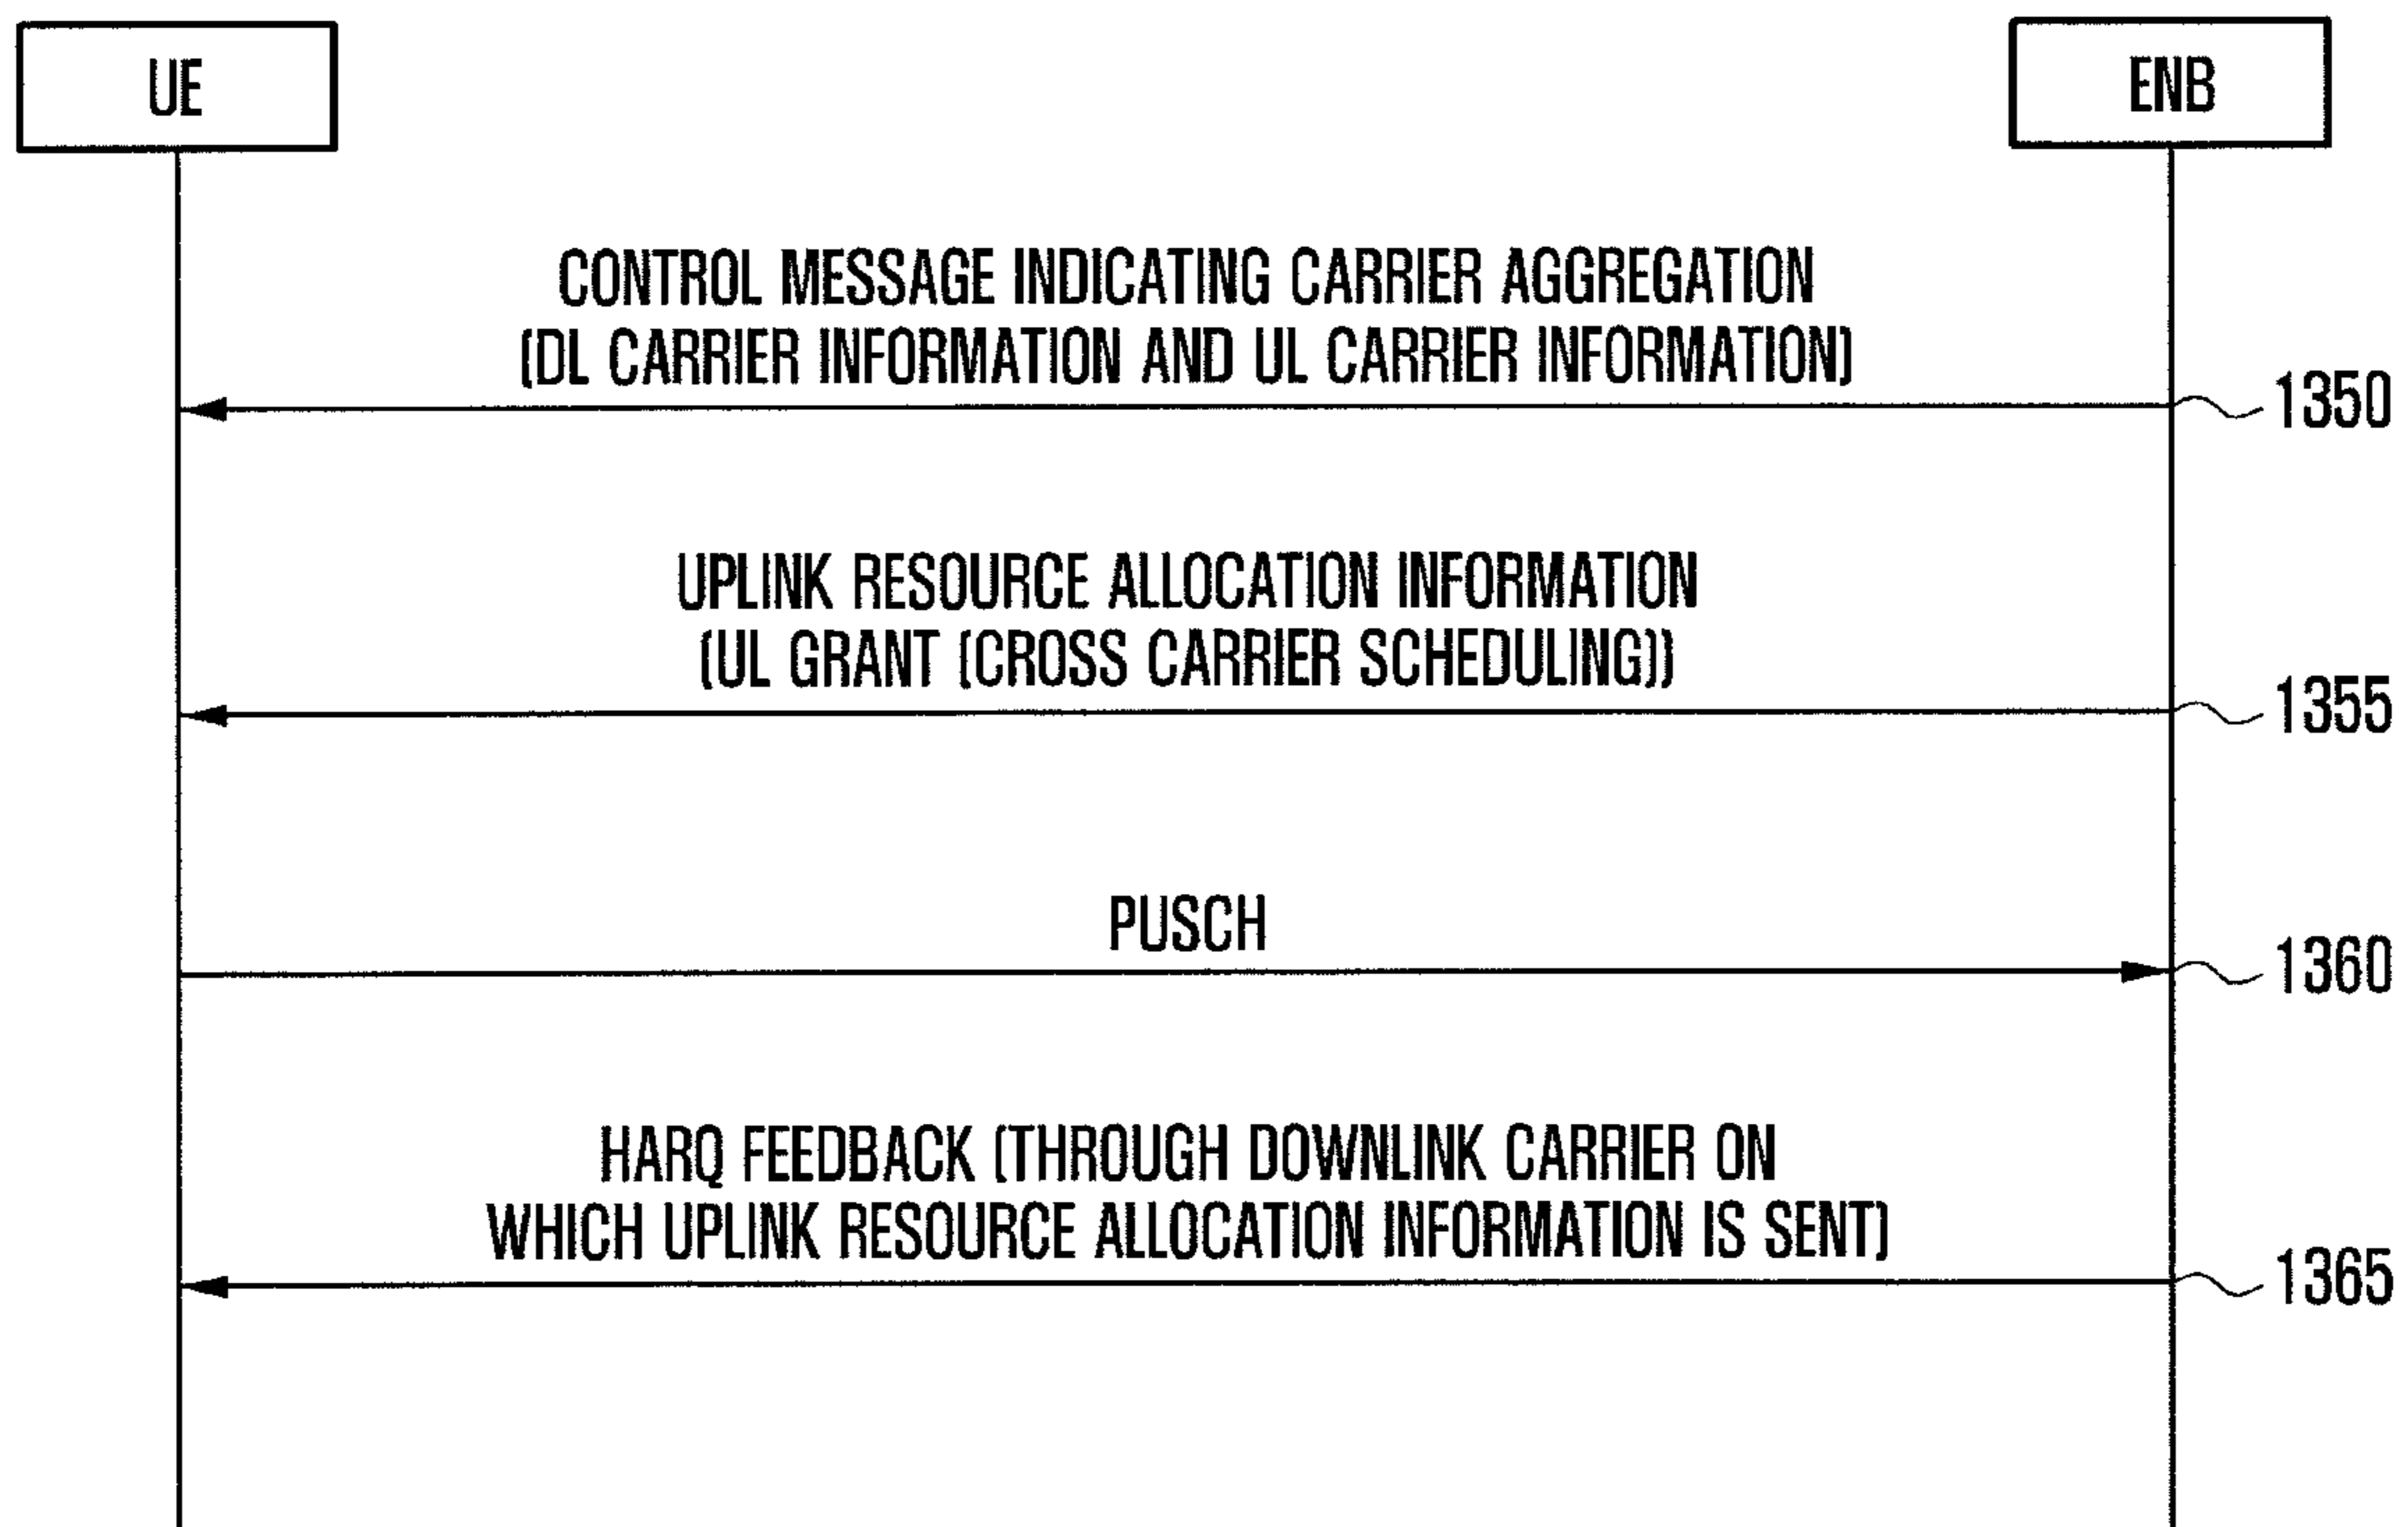 UE
ENB
CONTROL MESSAGE INDICATING CARRIER AGGREGATION
(DL CARRIER INFORMATION AND UL CARRIER INFORMATION)
1350
UPLINK RESOURCE ALLOCATION INFORMATION
(UL GRANT (CROSS CARRIER SCHEDULING))
1355
PUSCH
1360
HARQ FEEDBACK (THROUGH DOWNLINK CARRIER ON
WHICH UPLINK RESOURCE ALLOCATION INFORMATION IS SENT)
1365